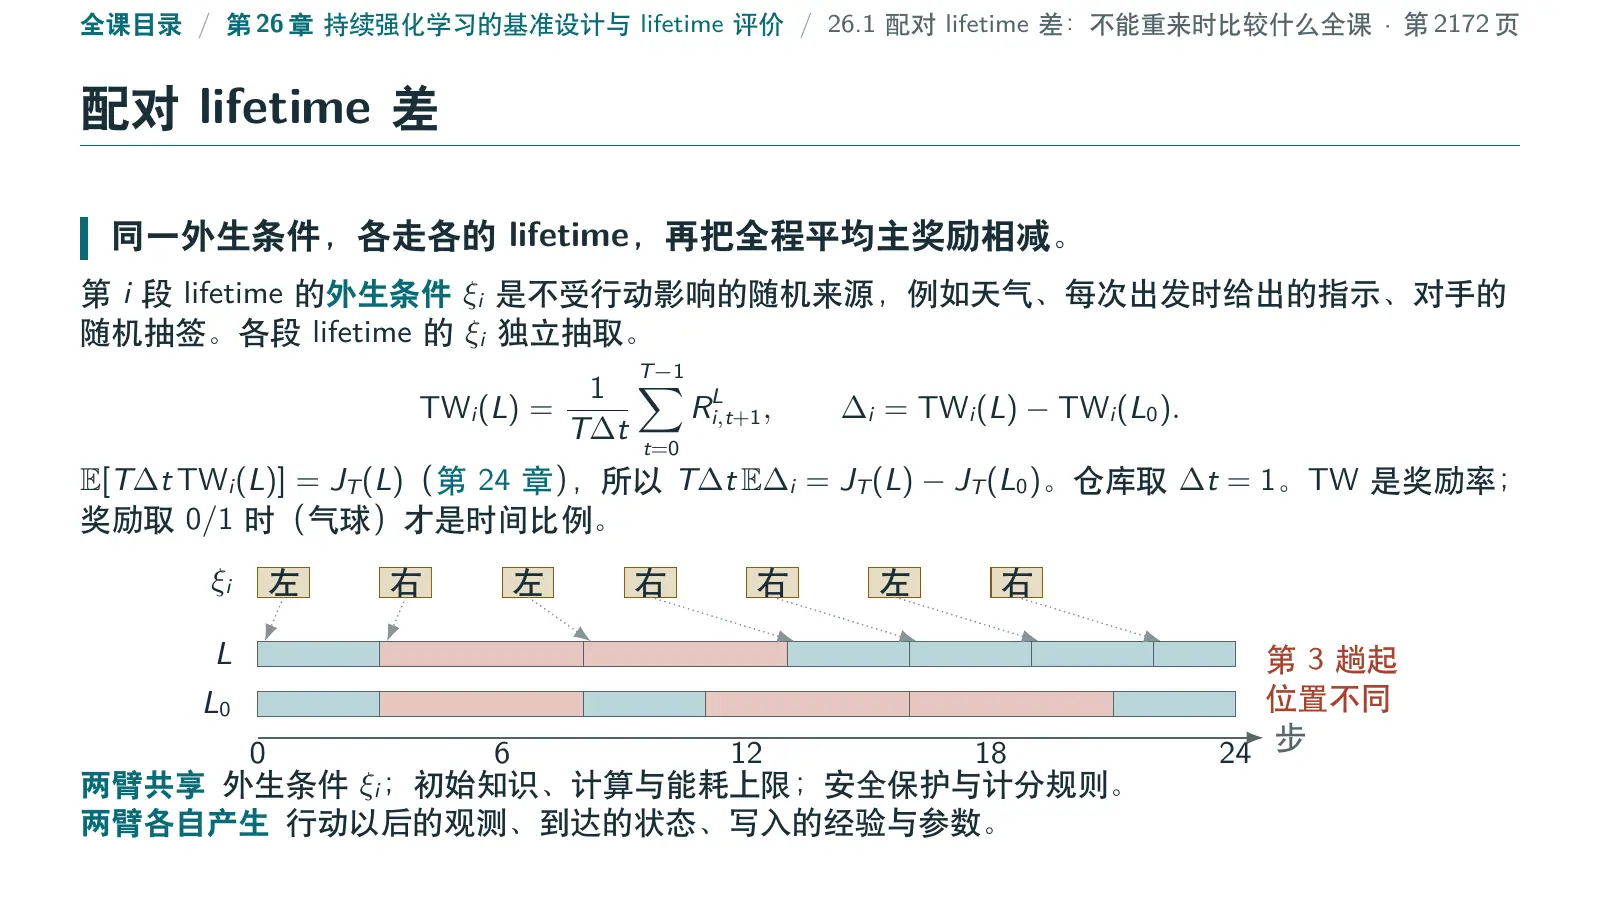 全课目录 / 第 26 章 持续强化学习的基准设计与 lifetime 评价 / 26.1 配对 lifetime 差：不能重来时比较什么全课 · 第 2172 页
配对 lifetime 差
同一外生条件，各走各的 lifetime，再把全程平均主奖励相减。
第 i 段 lifetime 的外生条件 ξ_i 是不受行动影响的随机来源，例如天气、每次出发时给出的指示、对手的
随机抽签。各段 lifetime 的 ξ_i 独立抽取。
TW_i(L) = \frac{1}{TΔt} \sum_{t=0}^{T−1} R^L_{i,t+1}, Δ_i = TW_i(L) − TW_i(L_0).
𝔼[TΔt TW_i(L)] = J_T(L)（第 24 章），所以 TΔt 𝔼Δ_i = J_T(L) − J_T(L_0)。仓库取 Δt = 1。TW 是奖励率；
奖励取 0/1 时（气球）才是时间比例。
ξ_i 左 右 左 右 右 左 右
L
第 3 趟起
位置不同
L_0
步
0 6 12 18 24
两臂共享 外生条件 ξ_i；初始知识、计算与能耗上限；安全保护与计分规则。
两臂各自产生 行动以后的观测、到达的状态、写入的经验与参数。